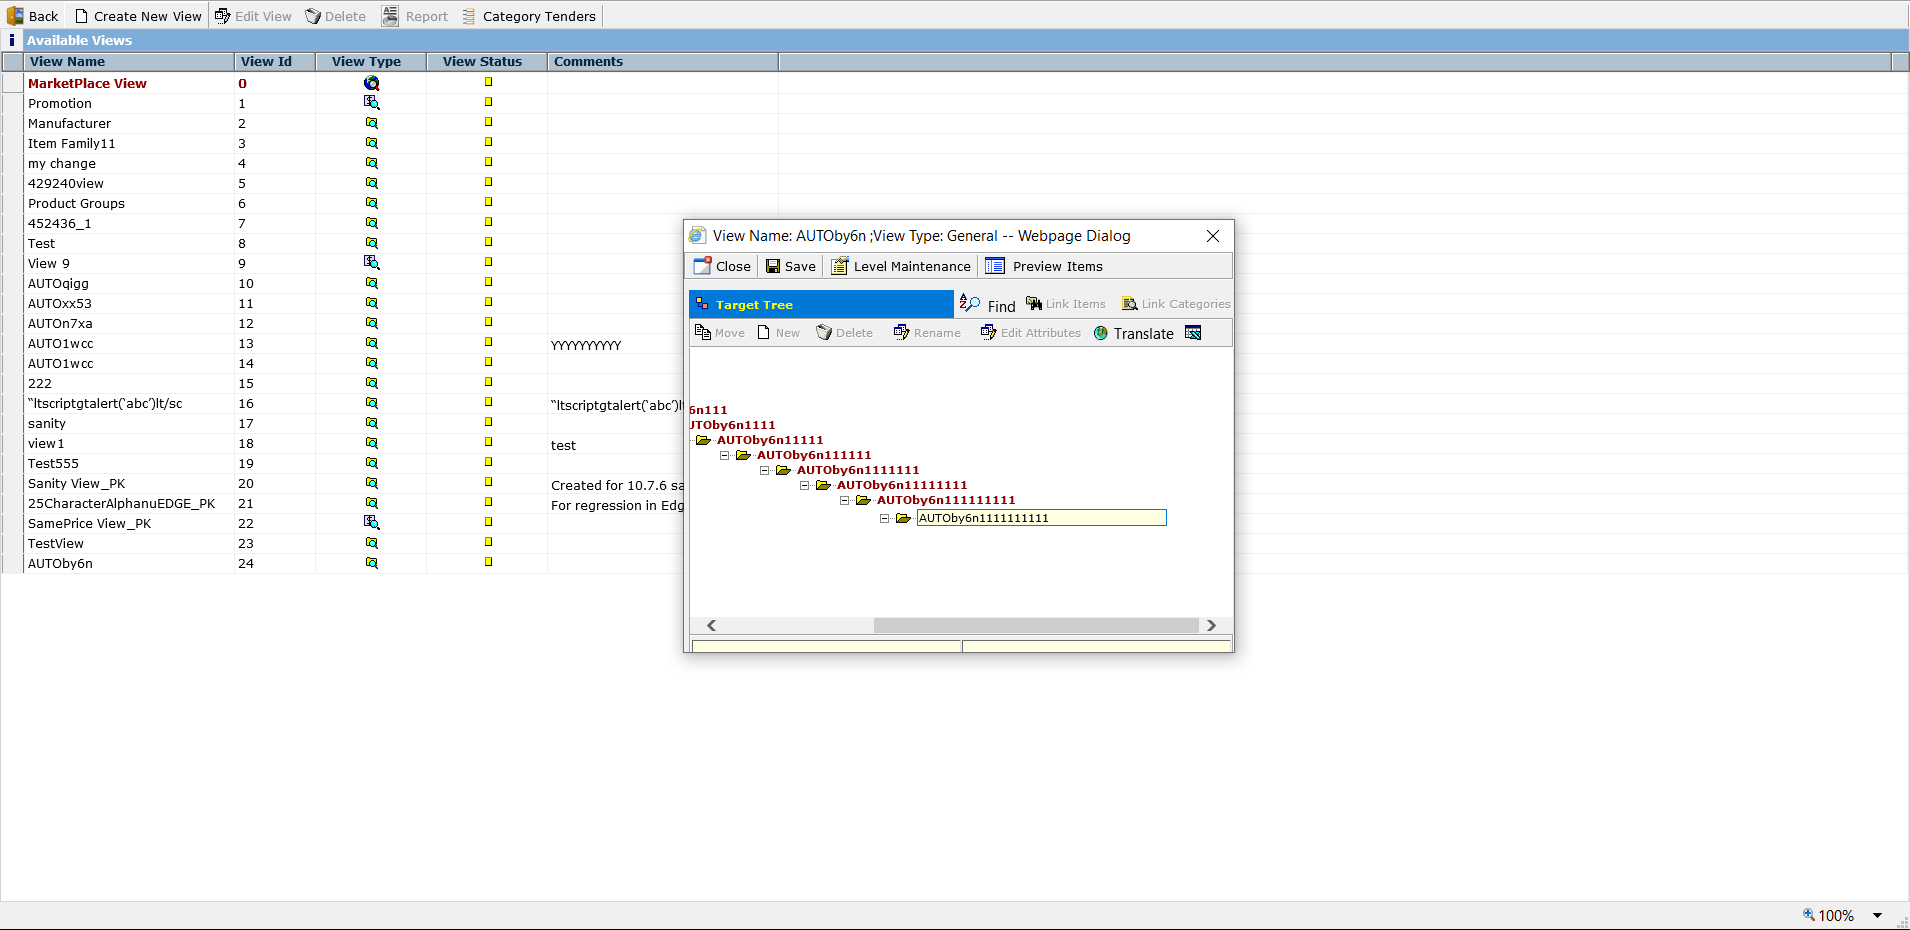 Back Create New View Edit View Delete Report Category Tenders
i Available Views
View Name View Id View Type View Status Comments
MarketPlace View 0
Promotion 1
Manufacturer 2
Item Family11 3
my change 4
429240view 5
Product Groups 6
452436_1 7
Test 8
View 9 9
AUTOqigg 10
AUTOxx53 11
AUTOn7xa 12
AUTO1wcc 13 YYYYYYYYYY
AUTO1wcc 14
222 15
“ltscriptgtalert(‘abc’)lt/sc 16 “ltscriptgtalert(‘abc’)lt
sanity 17
view1 18 test
Test555 19
Sanity View_PK 20 Created for 10.7.6 sa
25CharacterAlphanuEDGE_PK 21 For regression in Edg
SamePrice View_PK 22
TestView 23
AUTOby6n 24
View Name: AUTOby6n ;View Type: General -- Webpage Dialog
Close Save Level Maintenance Preview Items
Target Tree Find Link Items Link Categories
Move New Delete Rename Edit Attributes Translate
6n111
UTOby6n1111
AUTOby6n11111
AUTOby6n111111
AUTOby6n1111111
AUTOby6n11111111
AUTOby6n111111111
AUTOby6n1111111111
100%